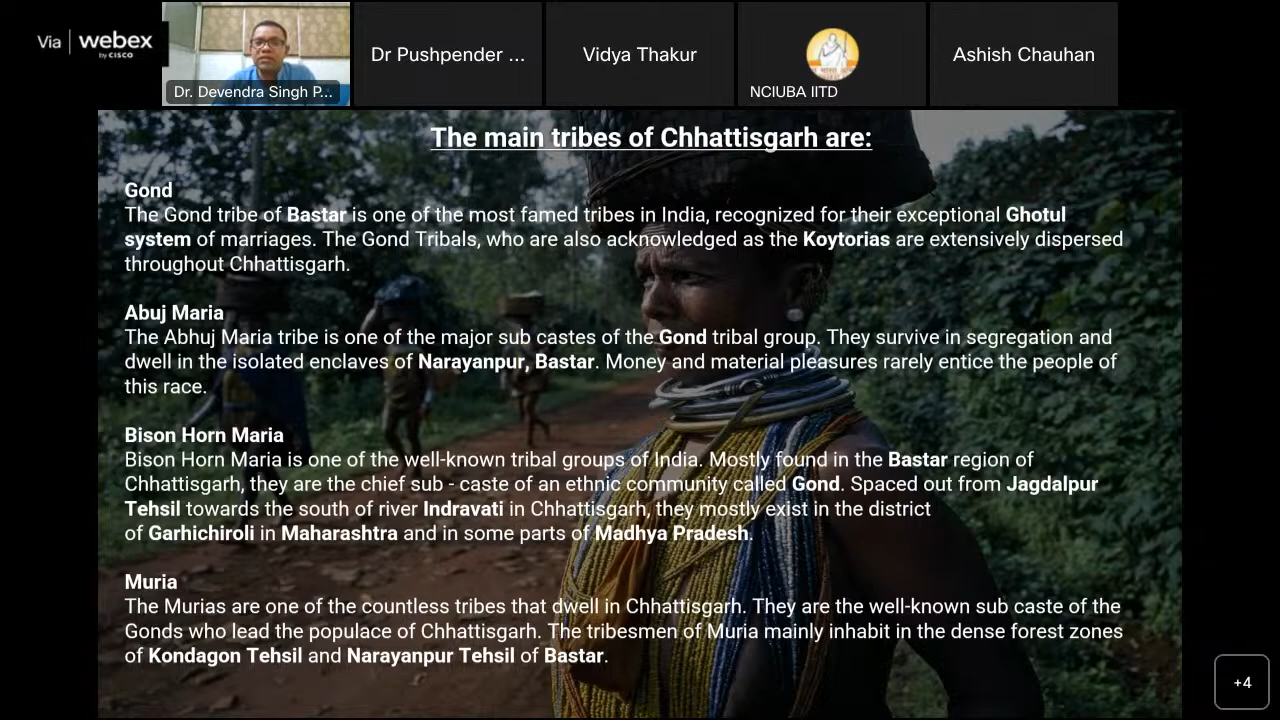 Via | webex
by CISCO
Dr. Devendra Singh P...
Dr Pushpender ...
Vidya Thakur
NCIUBA IITD
Ashish Chauhan
The main tribes of Chhattisgarh are:
Gond
The Gond tribe of Bastar is one of the most famed tribes in India, recognized for their exceptional Ghotul
system of marriages. The Gond Tribals, who are also acknowledged as the Koytorias are extensively dispersed
throughout Chhattisgarh.
Abuj Maria
The Abhuj Maria tribe is one of the major sub castes of the Gond tribal group. They survive in segregation and
dwell in the isolated enclaves of Narayanpur, Bastar. Money and material pleasures rarely entice the people of
this race.
Bison Horn Maria
Bison Horn Maria is one of the well-known tribal groups of India. Mostly found in the Bastar region of
Chhattisgarh, they are the chief sub - caste of an ethnic community called Gond. Spaced out from Jagdalpur
Tehsil towards the south of river Indravati in Chhattisgarh, they mostly exist in the district
of Garhichiroli in Maharashtra and in some parts of Madhya Pradesh.
Muria
The Murias are one of the countless tribes that dwell in Chhattisgarh. They are the well-known sub caste of the
Gonds who lead the populace of Chhattisgarh. The tribesmen of Muria mainly inhabit in the dense forest zones
of Kondagon Tehsil and Narayanpur Tehsil of Bastar.
+4